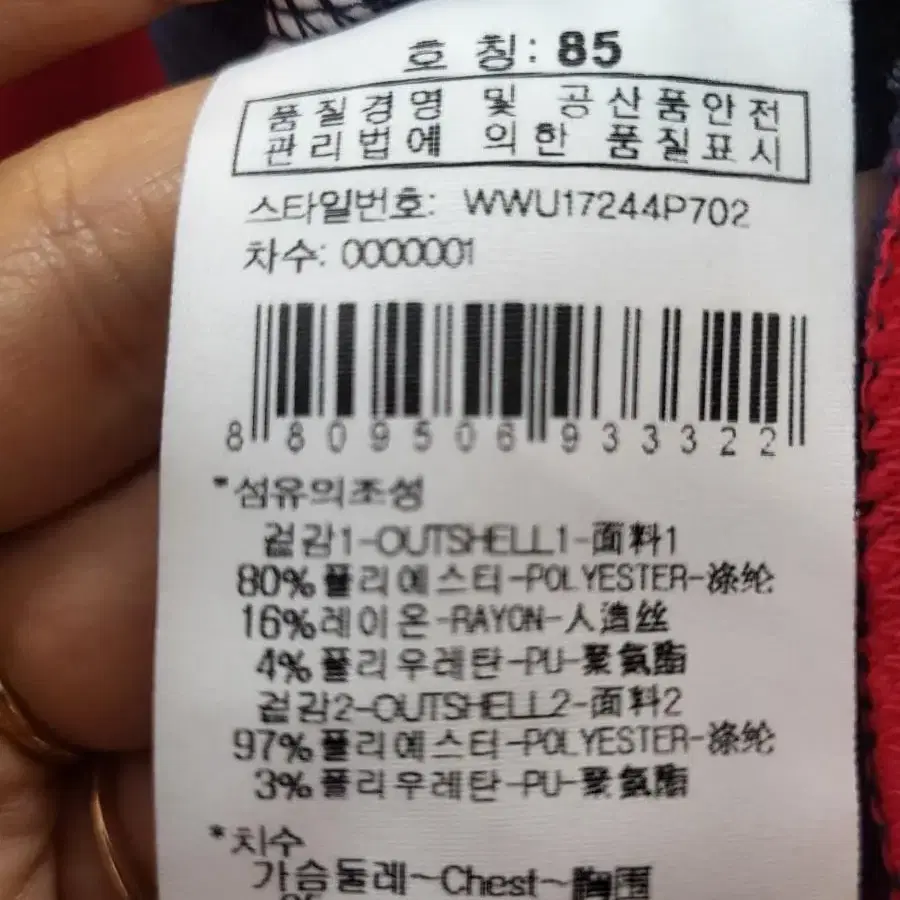 호 칭: 85
품질경영 및 공산품안전
관리법에 의한 품질표시
스타일번호: WWU17244P702
차수: 0000001
8 809506 933322
*섬유의조성
겉감1-OUTSHELL1-面料1
80%폴리에스터-POLYESTER-涤纶
16%레이온-RAYON-人造丝
4%폴리우레탄-PU-聚氨酯
겉감2-OUTSHELL2-面料2
97%폴리에스터-POLYESTER-涤纶
3%폴리우레탄-PU-聚氨酯
*치수
가슴둘레~Chest~胸围